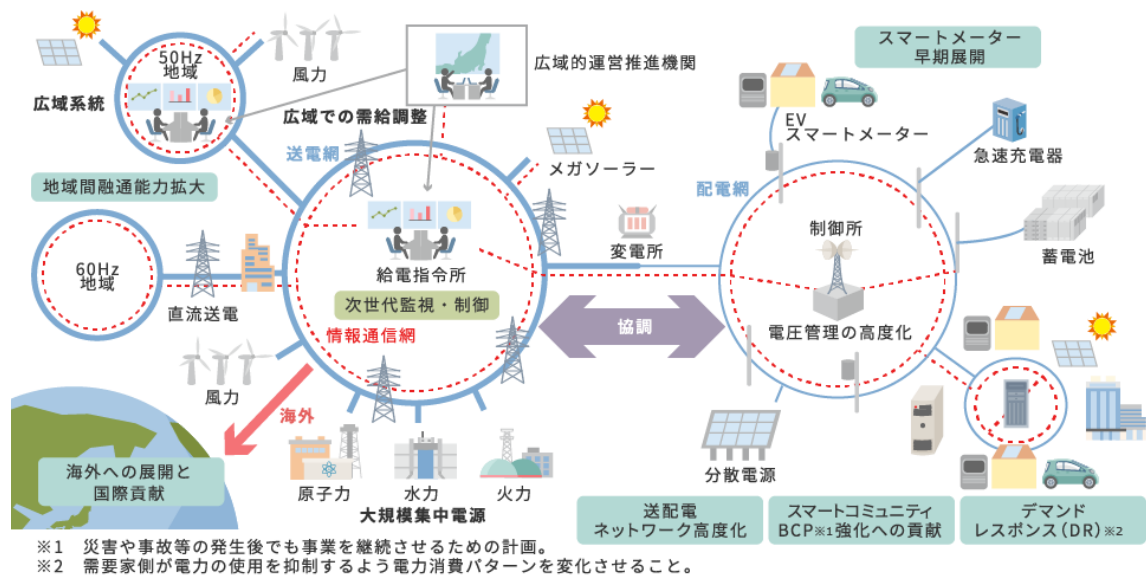 50Hz
地域
風力
広域的運営推進機関
スマートメーター
早期展開
広域系統
広域での需給調整
EV
スマートメーター
急速充電器
送電網
メガソーラー
地域間融通能力拡大
配電網
制御所
変電所
蓄電池
60Hz
地域
給電指令所
直流送電
次世代監視・制御
情報通信網
協調
電圧管理の高度化
風力
海外
海外への展開と
国際貢献
原子力
水力
火力
大規模集中電源
分散電源
送配電
ネットワーク高度化
スマートコミュニティ
BCP※1強化への貢献
デマンド
レスポンス(DR)※2
※1 災害や事故等の発生後でも事業を継続させるための計画。
※2 需要家側が電力の使用を抑制するよう電力消費パターンを変化させること。